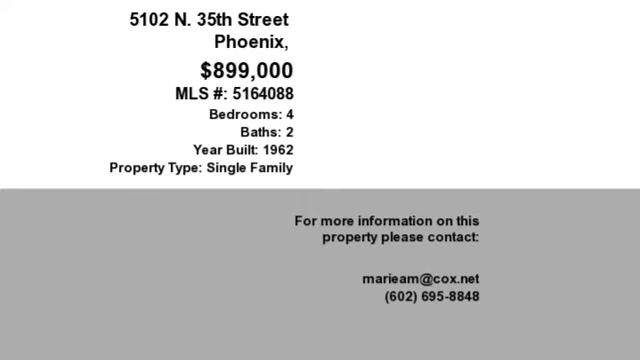 5102 N. 35th Street
Phoenix,
$899,000
MLS #: 5164088
Bedrooms: 4
Baths: 2
Year Built: 1962
Property Type: Single Family
For more information on this
property please contact:
marieam@cox.net
(602) 695-8848